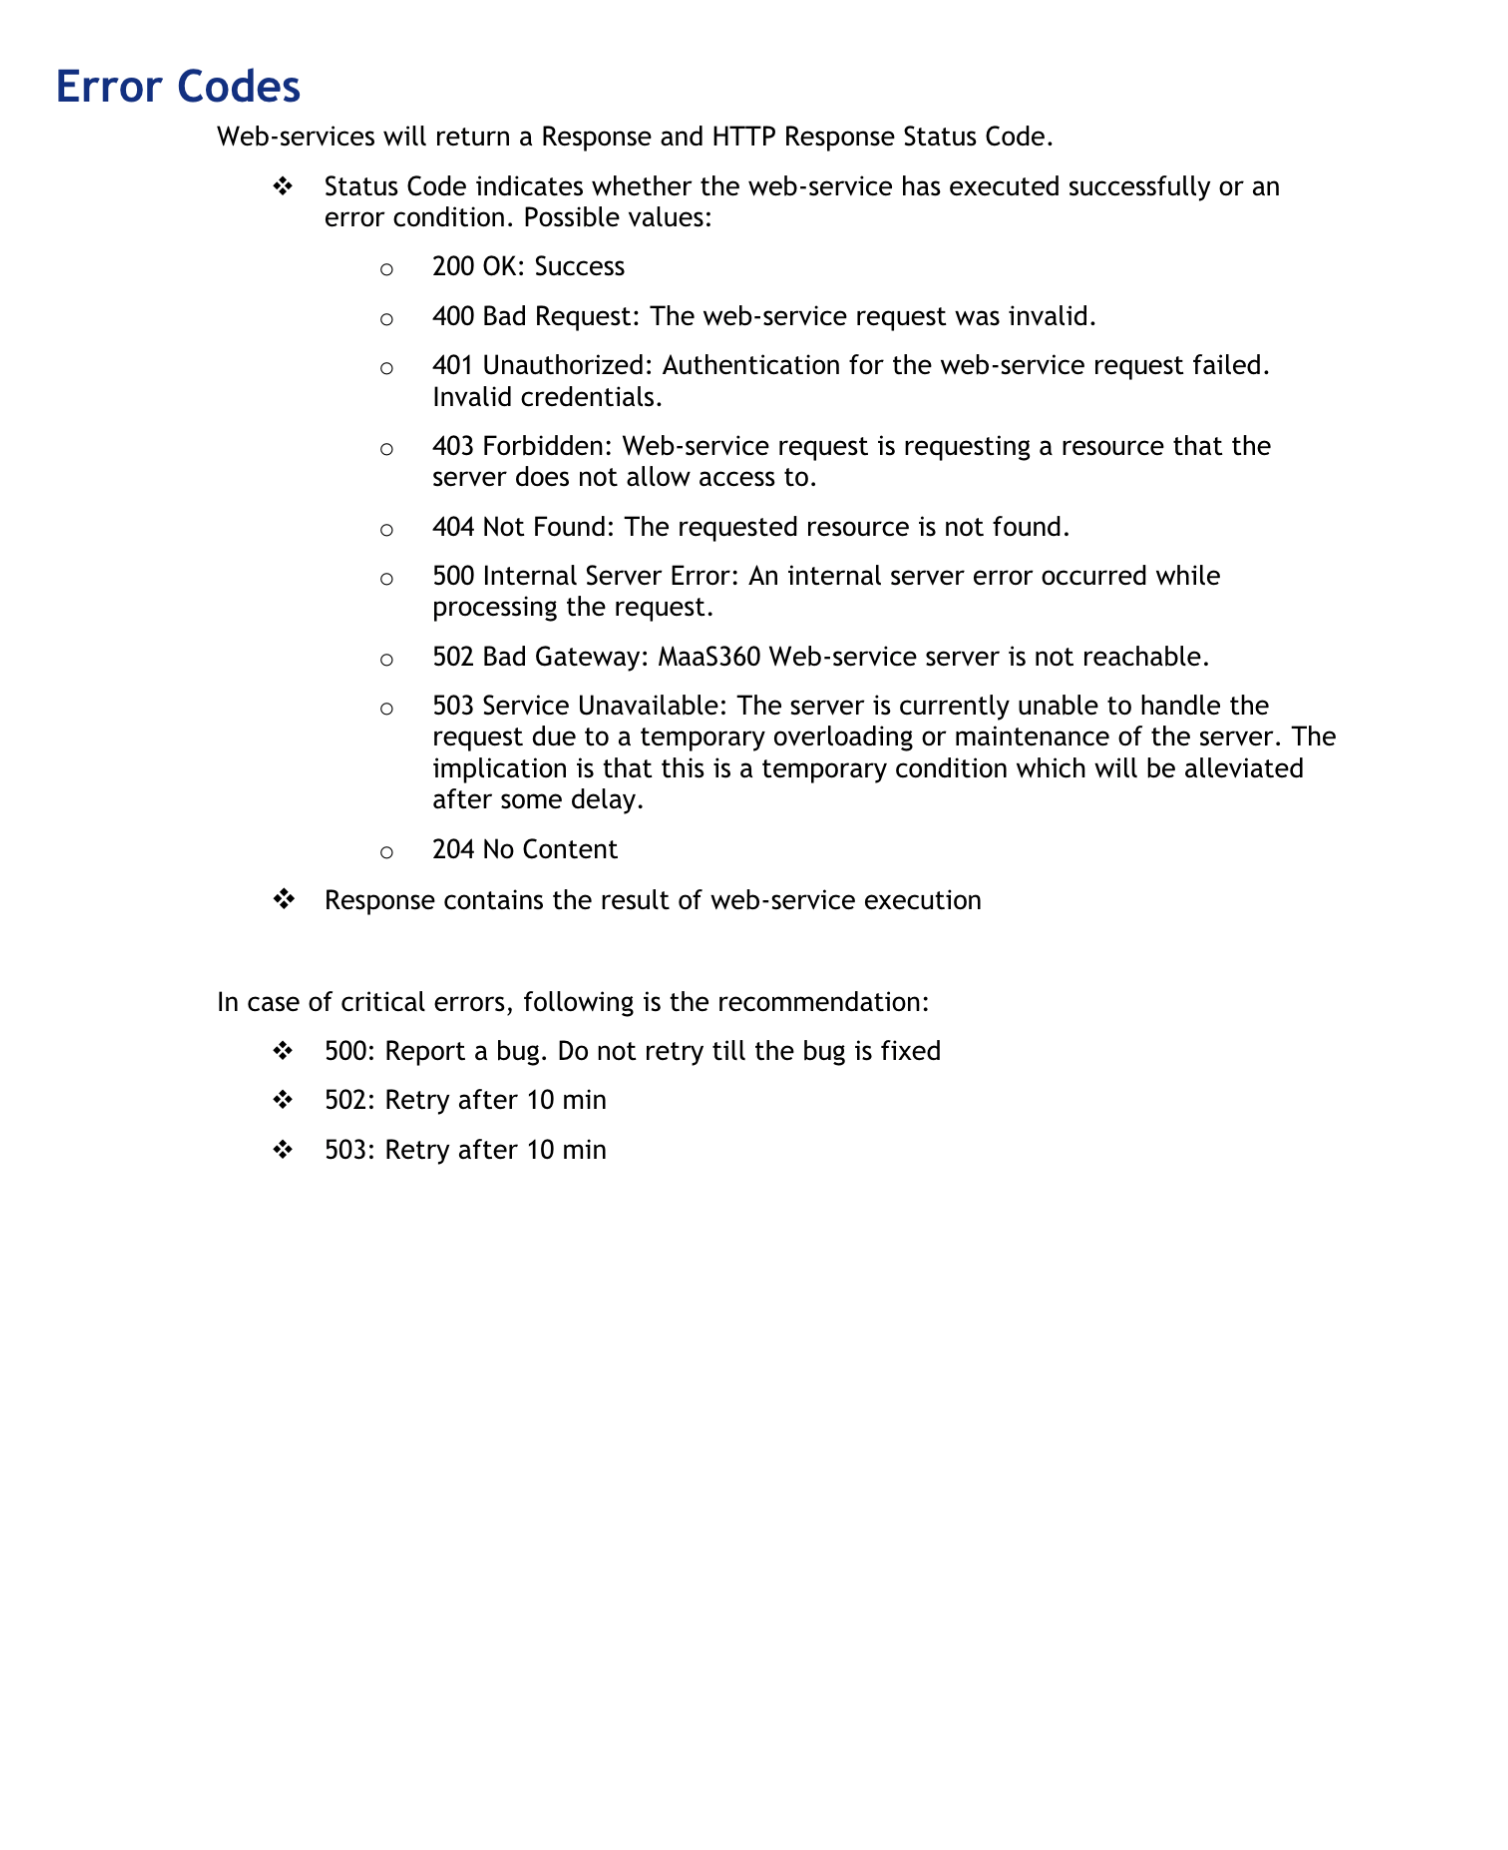 Error Codes
Web-services will return a Response and HTTP Response Status Code.
❖ Status Code indicates whether the web-service has executed successfully or an
error condition. Possible values:
o 200 OK: Success
o 400 Bad Request: The web-service request was invalid.
o 401 Unauthorized: Authentication for the web-service request failed.
Invalid credentials.
o 403 Forbidden: Web-service request is requesting a resource that the
server does not allow access to.
o 404 Not Found: The requested resource is not found.
o 500 Internal Server Error: An internal server error occurred while
processing the request.
o 502 Bad Gateway: MaaS360 Web-service server is not reachable.
o 503 Service Unavailable: The server is currently unable to handle the
request due to a temporary overloading or maintenance of the server. The
implication is that this is a temporary condition which will be alleviated
after some delay.
o 204 No Content
❖ Response contains the result of web-service execution
In case of critical errors, following is the recommendation:
❖ 500: Report a bug. Do not retry till the bug is fixed
❖ 502: Retry after 10 min
❖ 503: Retry after 10 min